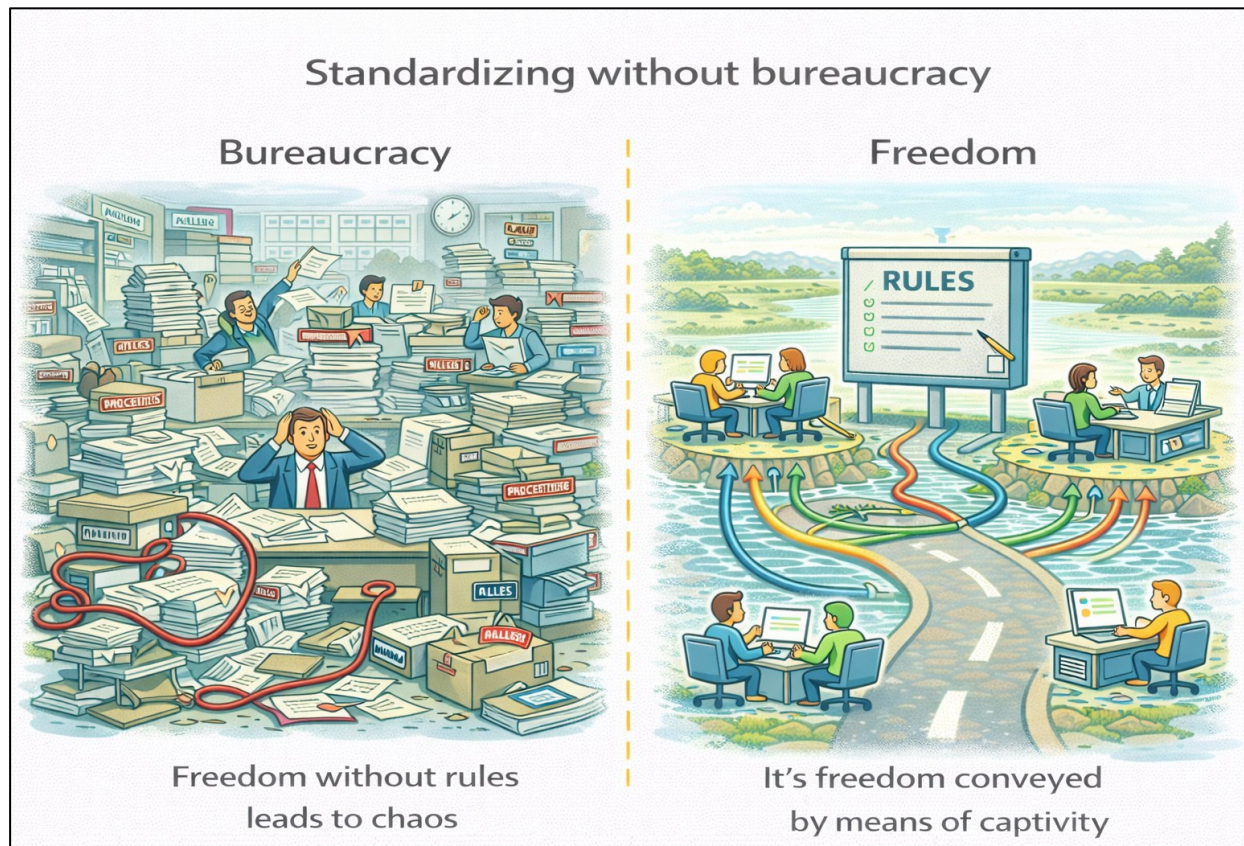 Standardizing without bureaucracy
Bureaucracy
Freedom
ALLES
RULES
Freedom without rules
leads to chaos
It's freedom conveyed
by means of captivity